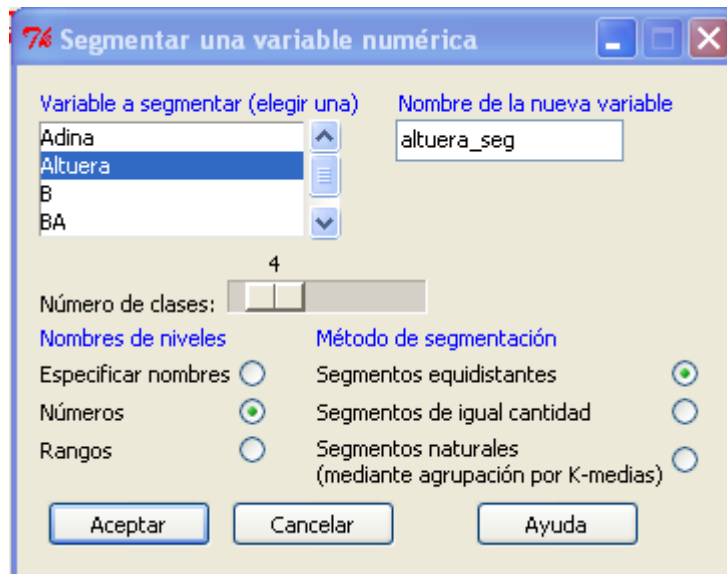 Segmentar una variable numérica
Variable a segmentar (elegir una)
Adina
Altuera
B
BA
Nombre de la nueva variable
altuera_seg
4
Número de clases:
Nombres de niveles
Especificar nombres
Números
Rangos
Método de segmentación
Segmentos equidistantes
Segmentos de igual cantidad
Segmentos naturales
(mediante agrupación por K-medias)
Aceptar
Cancelar
Ayuda